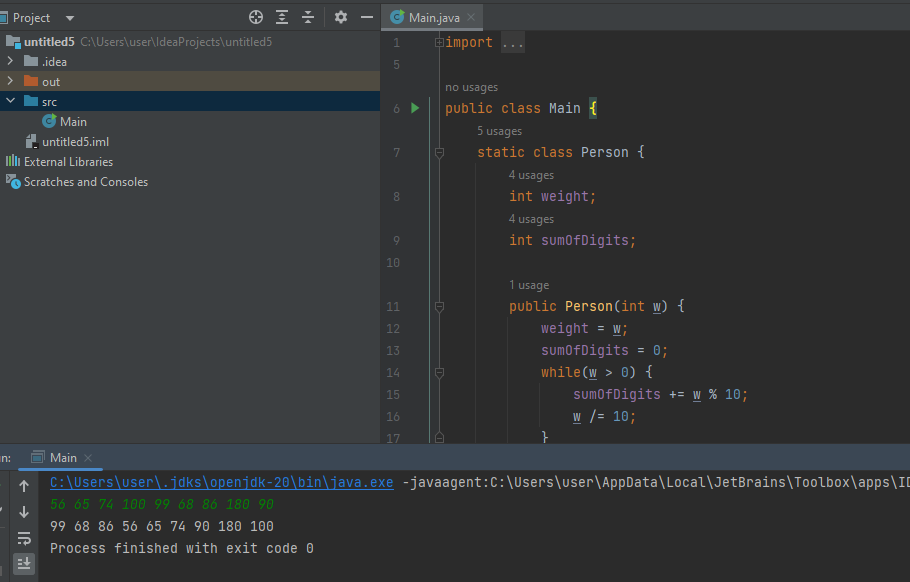 Project
untitled5 C:\Users\user\IdeaProjects\untitled5
.idea
out
src
Main
untitled5.iml
External Libraries
Scratches and Consoles
Main.java
1 import ...
5
no usages
6 public class Main {
5 usages
7 static class Person {
4 usages
8 int weight;
4 usages
9 int sumOfDigits;
10
1 usage
11 public Person(int w) {
12 weight = w;
13 sumOfDigits = 0;
14 while(w > 0) {
15 sumOfDigits += w % 10;
16 w /= 10;
17 }
n: Main
C:\Users\user\.jdks\openjdk-20\bin\java.exe -javaagent:C:\Users\user\AppData\Local\JetBrains\Toolbox\apps\ID
56 65 74 100 99 68 86 180 90
99 68 86 56 65 74 90 180 100
Process finished with exit code 0